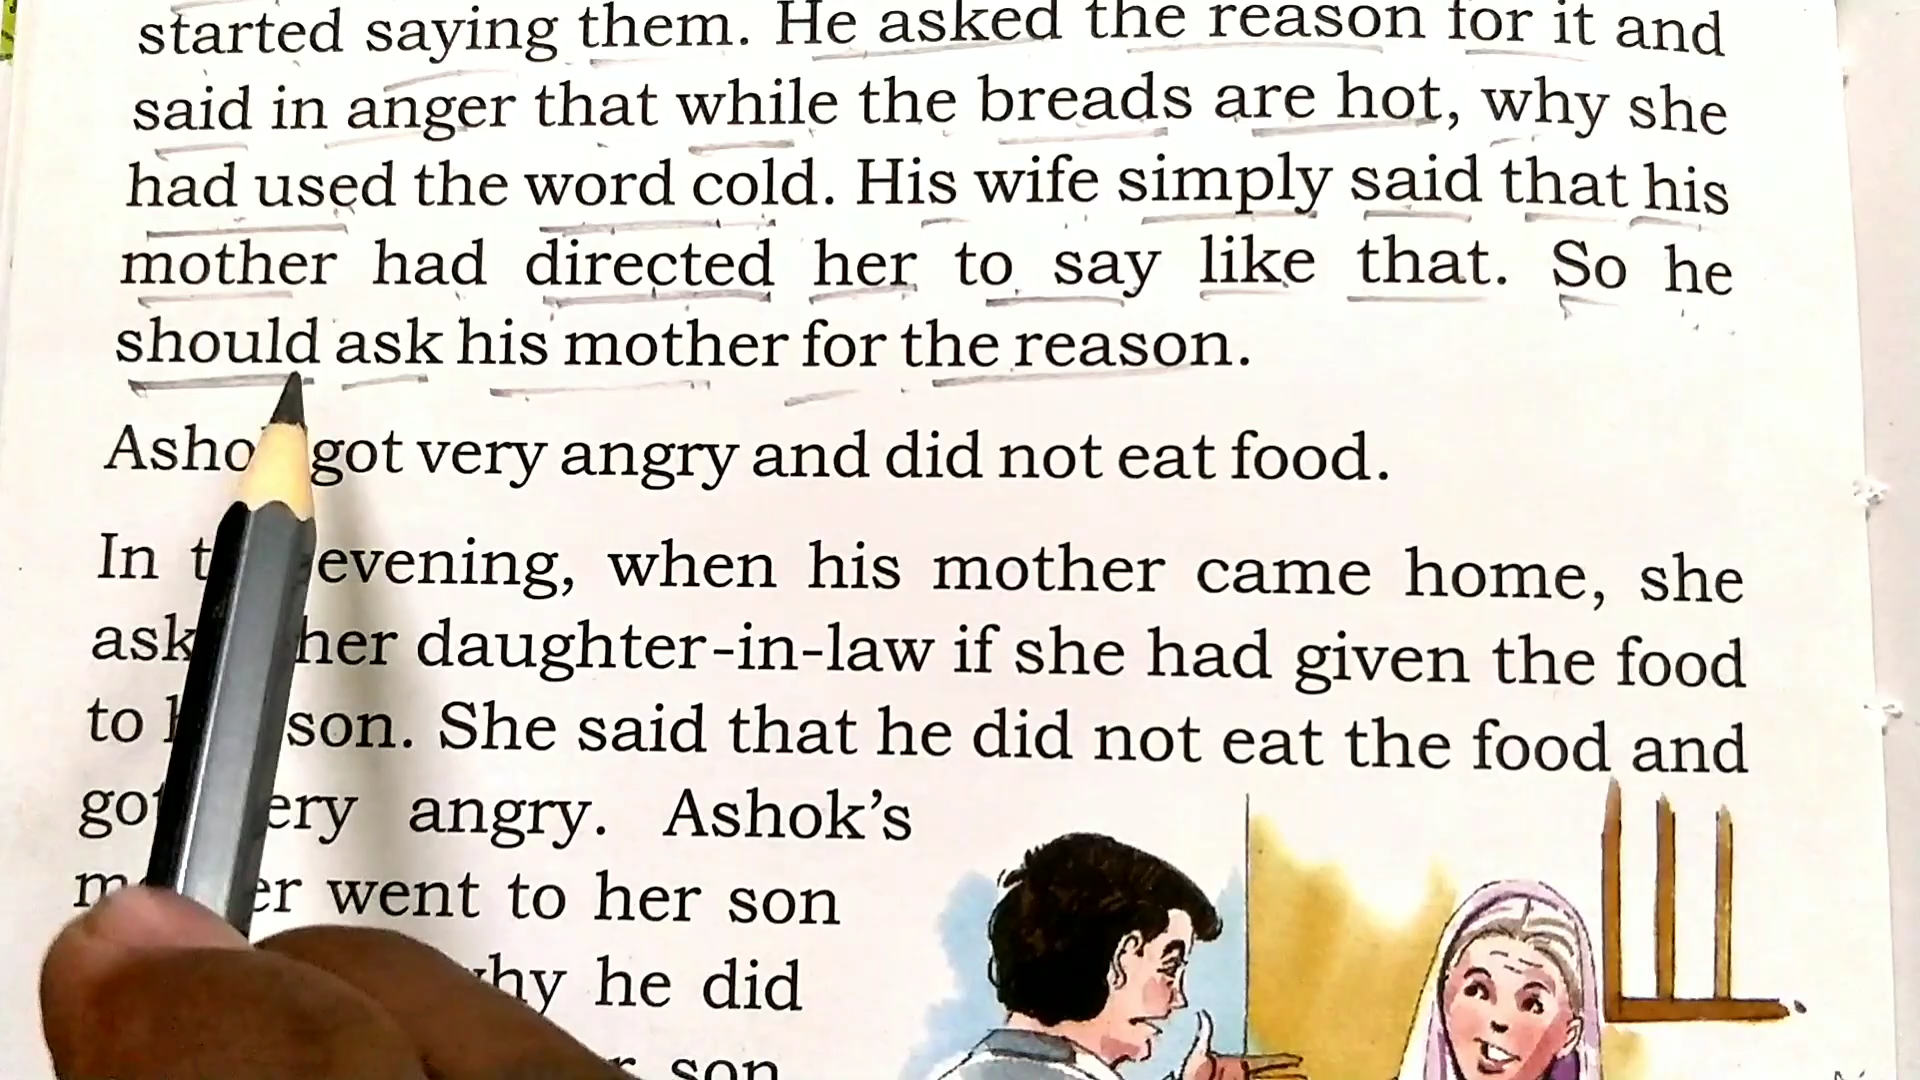 started saying them. He asked the reason for it and
said in anger that while the breads are hot, why she
had used the word cold. His wife simply said that his
mother had directed her to say like that. So he
should ask his mother for the reason.
got very angry and did not eat food.
In evening, when his mother came home, she
her daughter-in-law if she had given the food
to son. She said that he did not eat the food and
angry. Ashok's
went to her son
he did
son